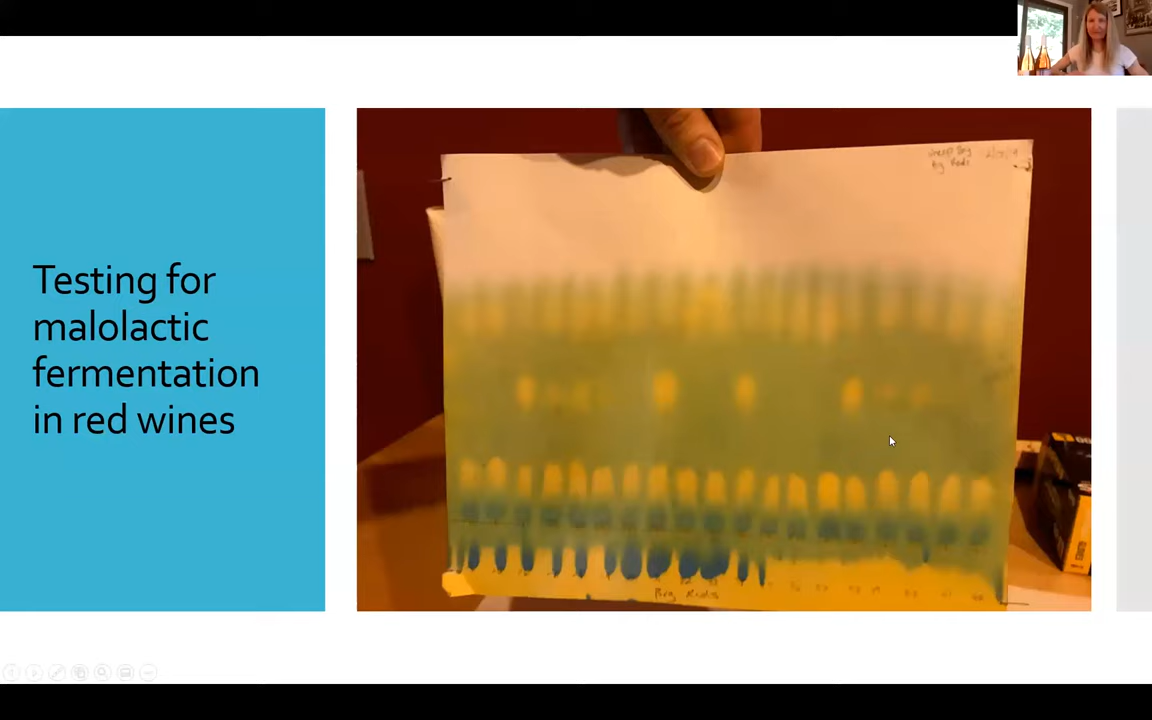 Testing for
malolactic
fermentation
in red wines